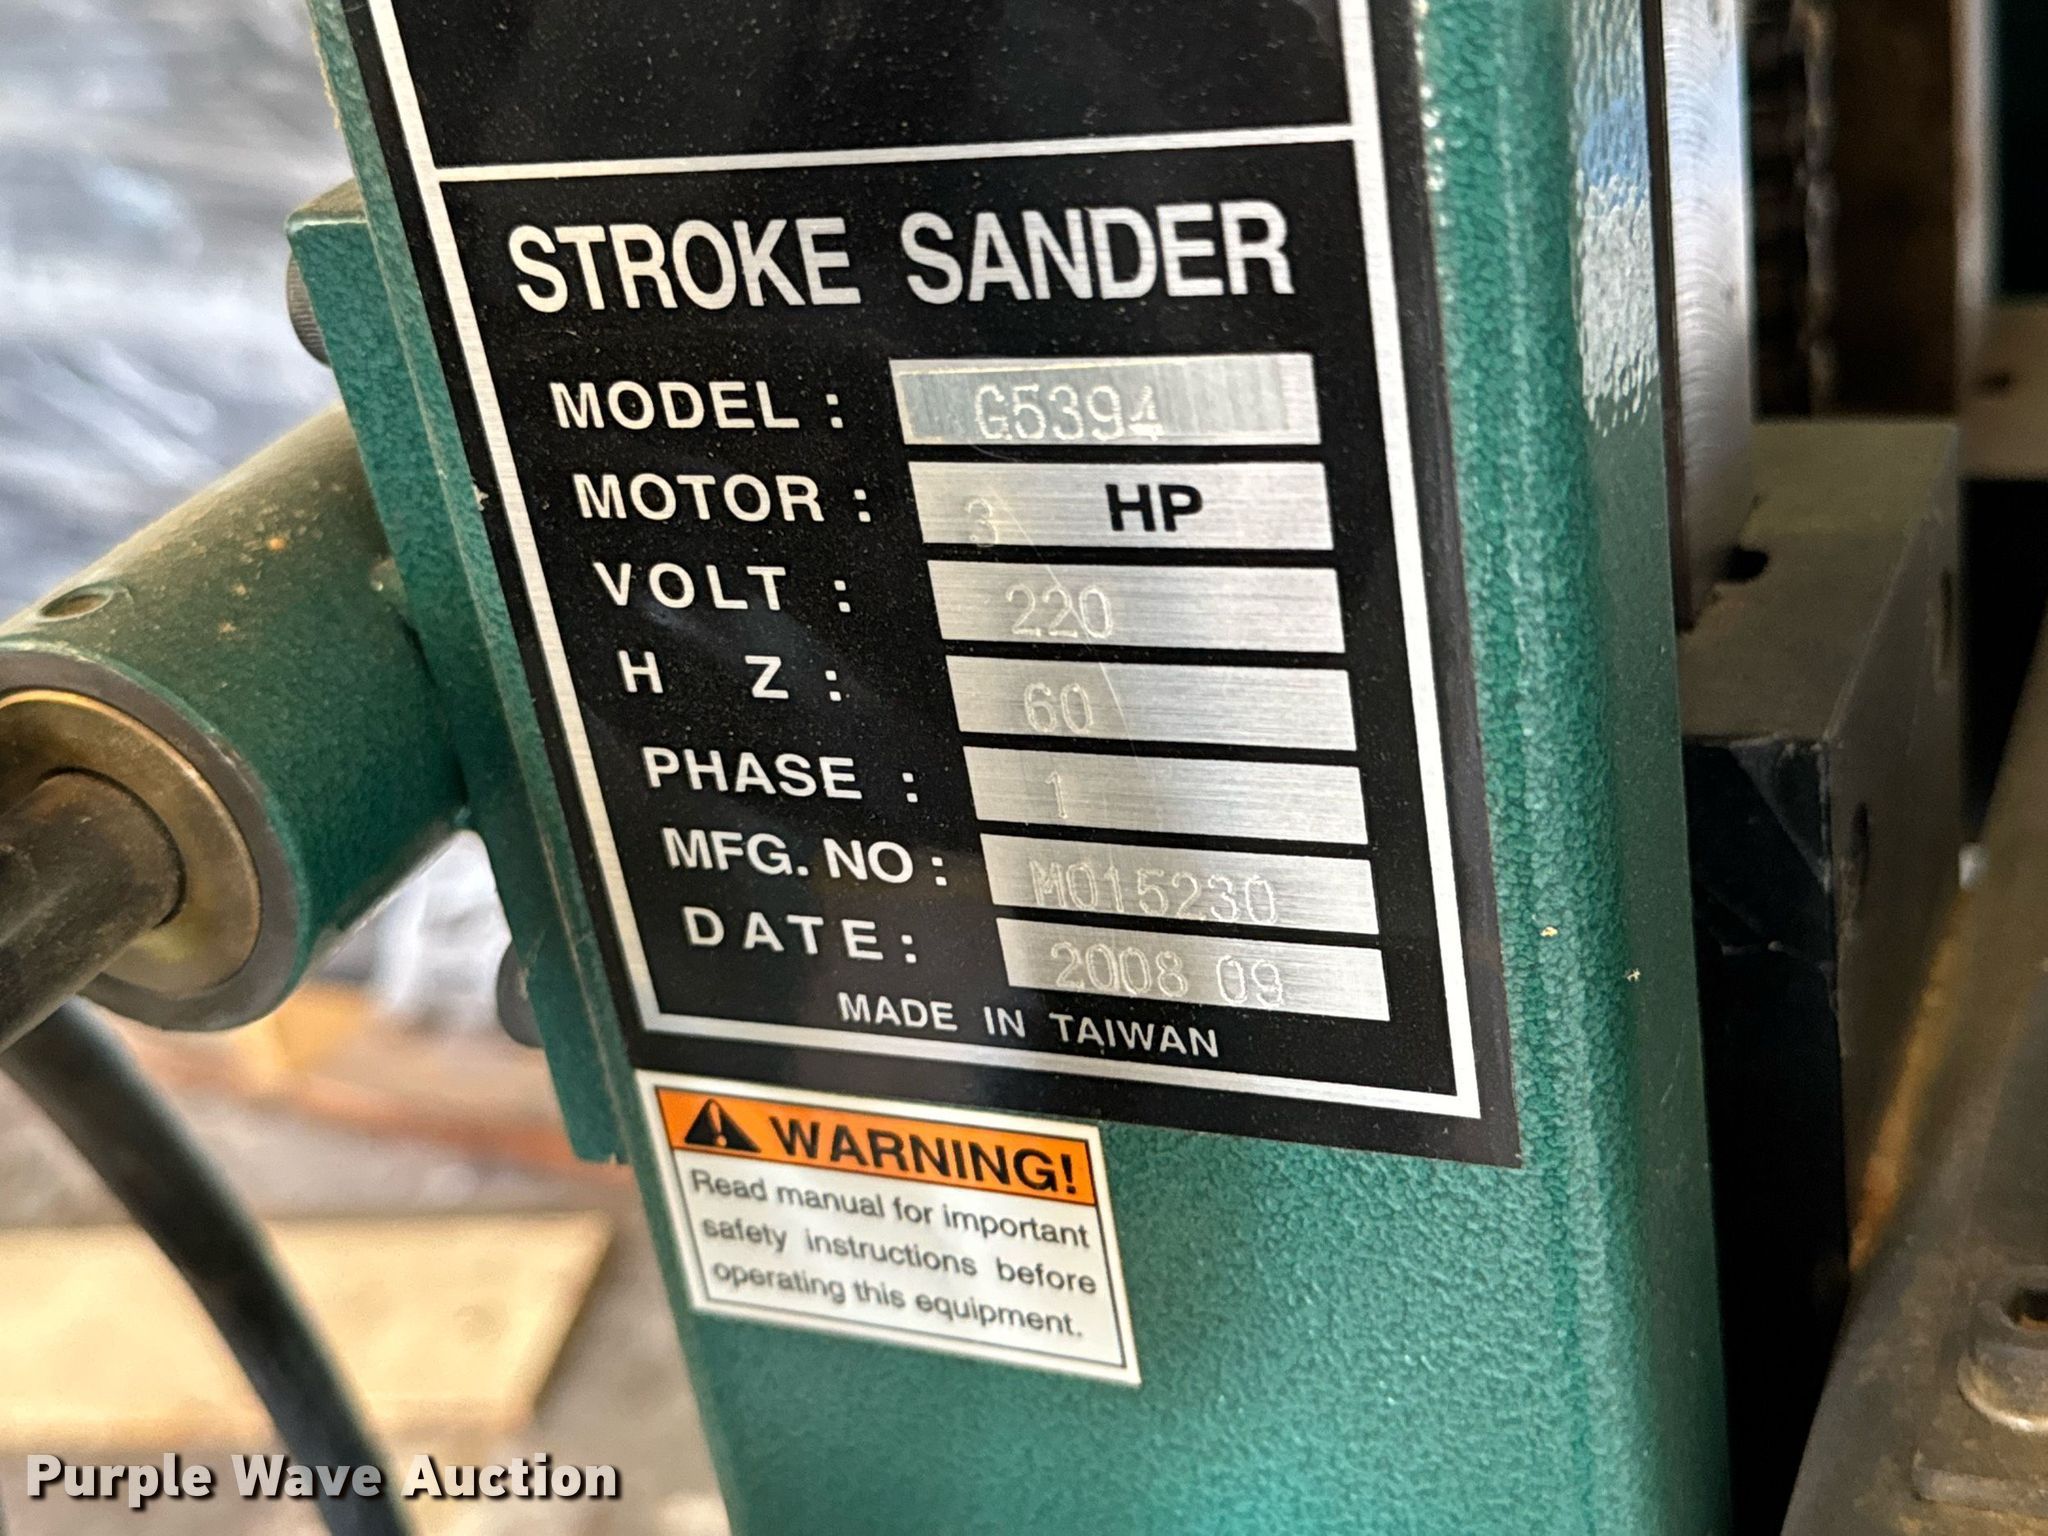 STROKE SANDER
MODEL : G5394
MOTOR : 3 HP
VOLT : 220
H Z : 60
PHASE : 1
MFG. NO : M015230
DATE : 2008 09
MADE IN TAIWAN
WARNING!
Read manual for important
safety instructions before
operating this equipment.
Purple Wave Auction